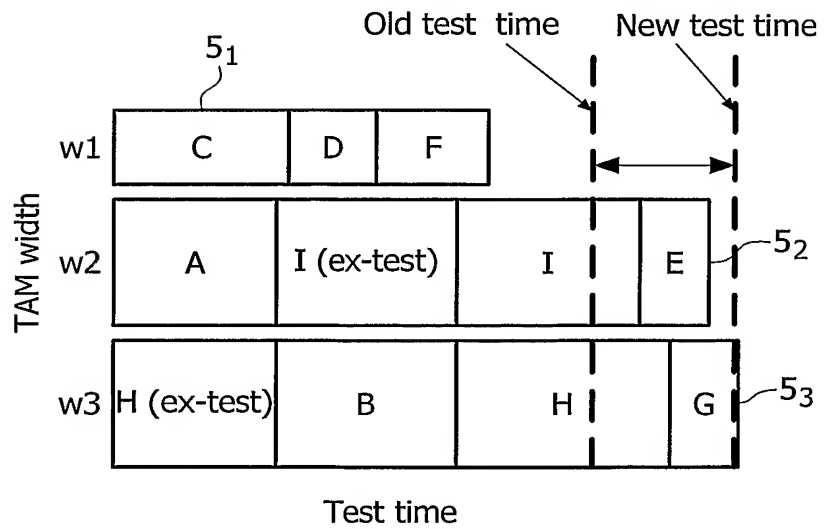 Old test time
New test time
5₁
w1
C
D
F
TAM width
w2
A
I (ex-test)
I
E
5₂
w3
H (ex-test)
B
H
G
5₃
Test time